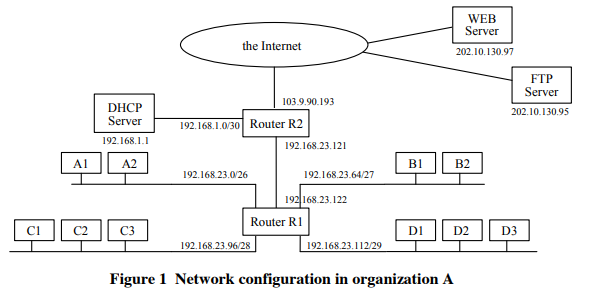 WEB
Server
202.10.130.97
the Internet
FTP
Server
202.10.130.95
103.9.90.193
DHCP
Server
192.168.1.1
192.168.1.0/30
Router R2
192.168.23.121
A1
A2
192.168.23.0/26
192.168.23.64/27
B1
B2
192.168.23.122
Router R1
C1
C2
C3
192.168.23.96/28
192.168.23.112/29
D1
D2
D3
Figure 1 Network configuration in organization A